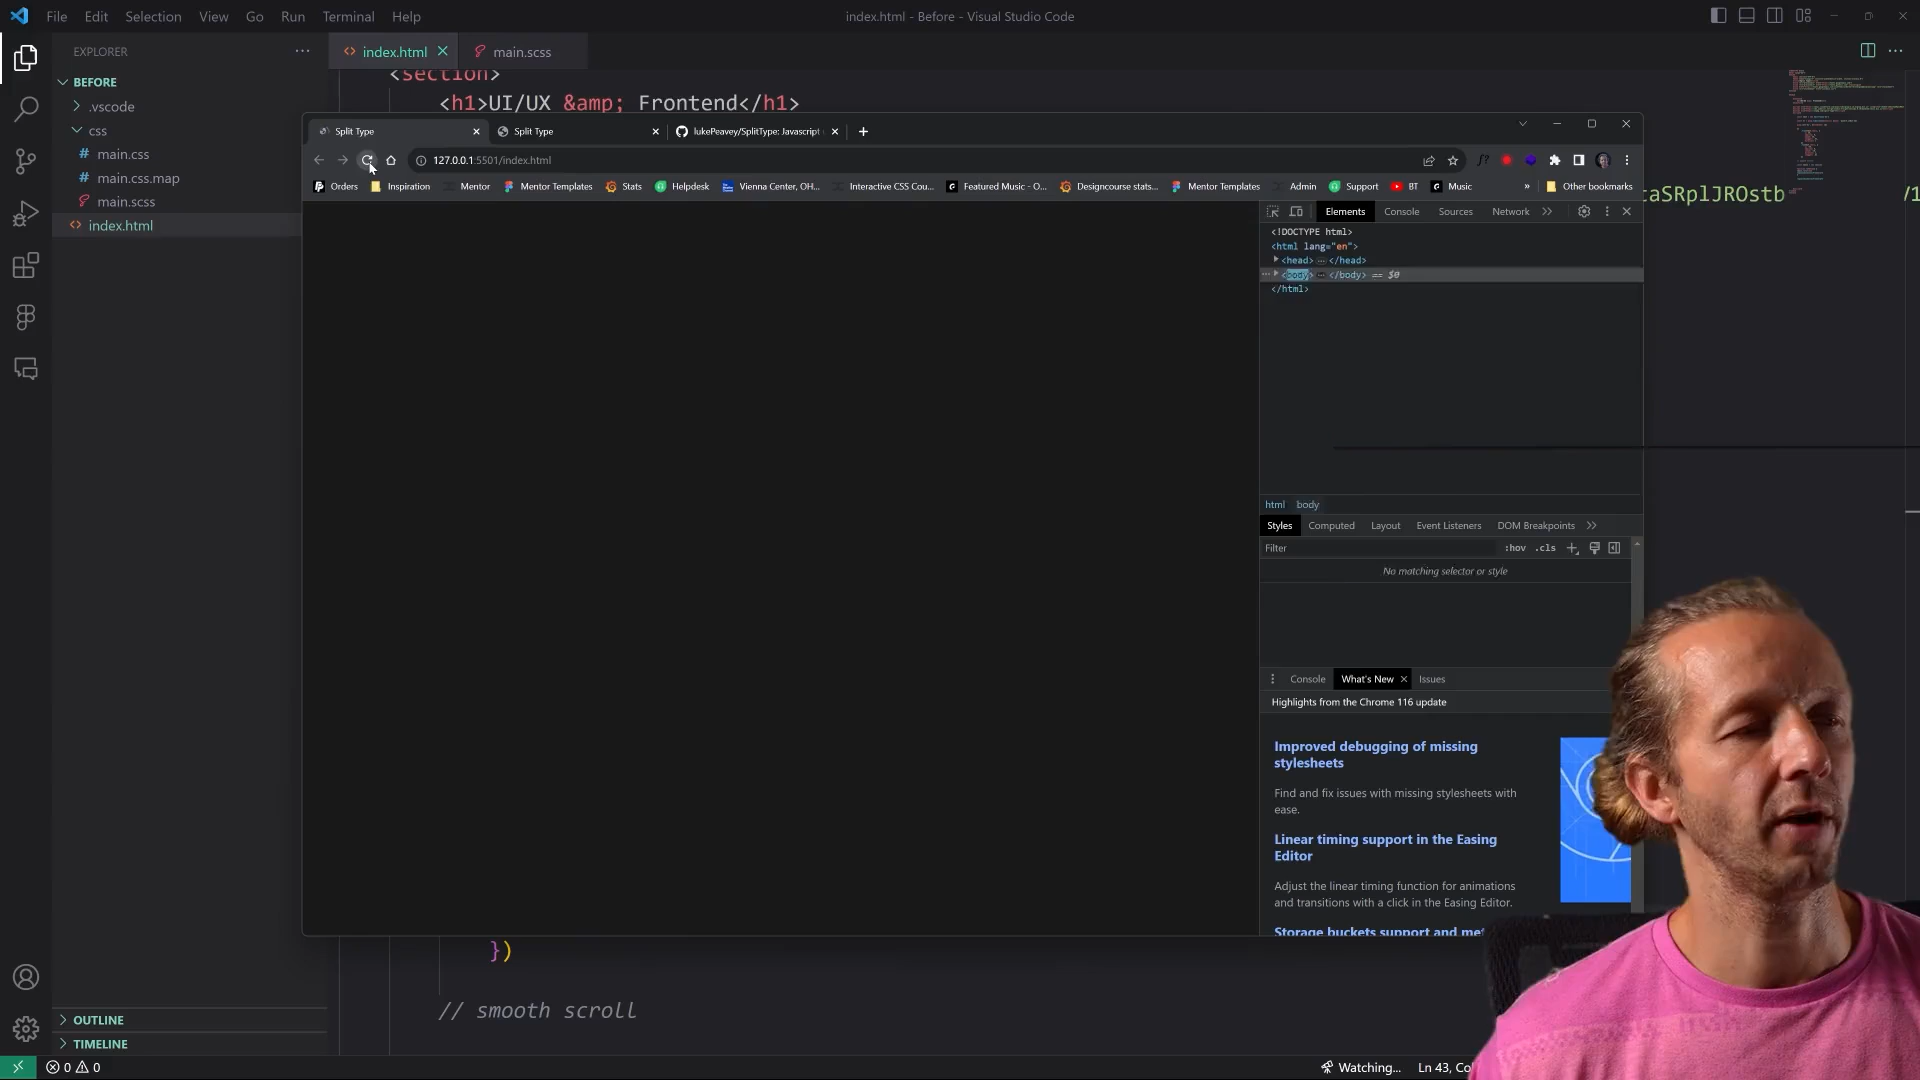 File Edit Selection View Go Run Terminal Help
index.html - Before - Visual Studio Code
EXPLORER
index.html
main.scss
BEFORE
.vscode
css
# main.css
# main.css.map
main.scss
<> index.html
<section>
<h1>UI/UX &amp; Frontend</h1>
Split Type
Split Type
lukePeavey/SplitType: Javascript
127.0.0.1:5501/index.html
Orders Inspiration Mentor Mentor Templates Stats Helpdesk Vienna Center, OH... Interactive CSS Cou... Featured Music - O... Designcourse stats... Mentor Templates Admin Support BT Music » Other bookmarks
aSRplJROstb
/1
Elements Console Sources Network »
<!DOCTYPE html>
<html lang="en">
<head> … </head>
<body> … </body> == $0
</html>
html body
Styles Computed Layout Event Listeners DOM Breakpoints »
Filter
:hov .cls
No matching selector or style
Console What's New Issues
Highlights from the Chrome 116 update
Improved debugging of missing
stylesheets
Find and fix issues with missing stylesheets with
ease.
Linear timing support in the Easing
Editor
Adjust the linear timing function for animations
and transitions with a click in the Easing Editor.
Storage buckets support and met
})
// smooth scroll
OUTLINE
TIMELINE
0 0
Watching...
Ln 43, Co